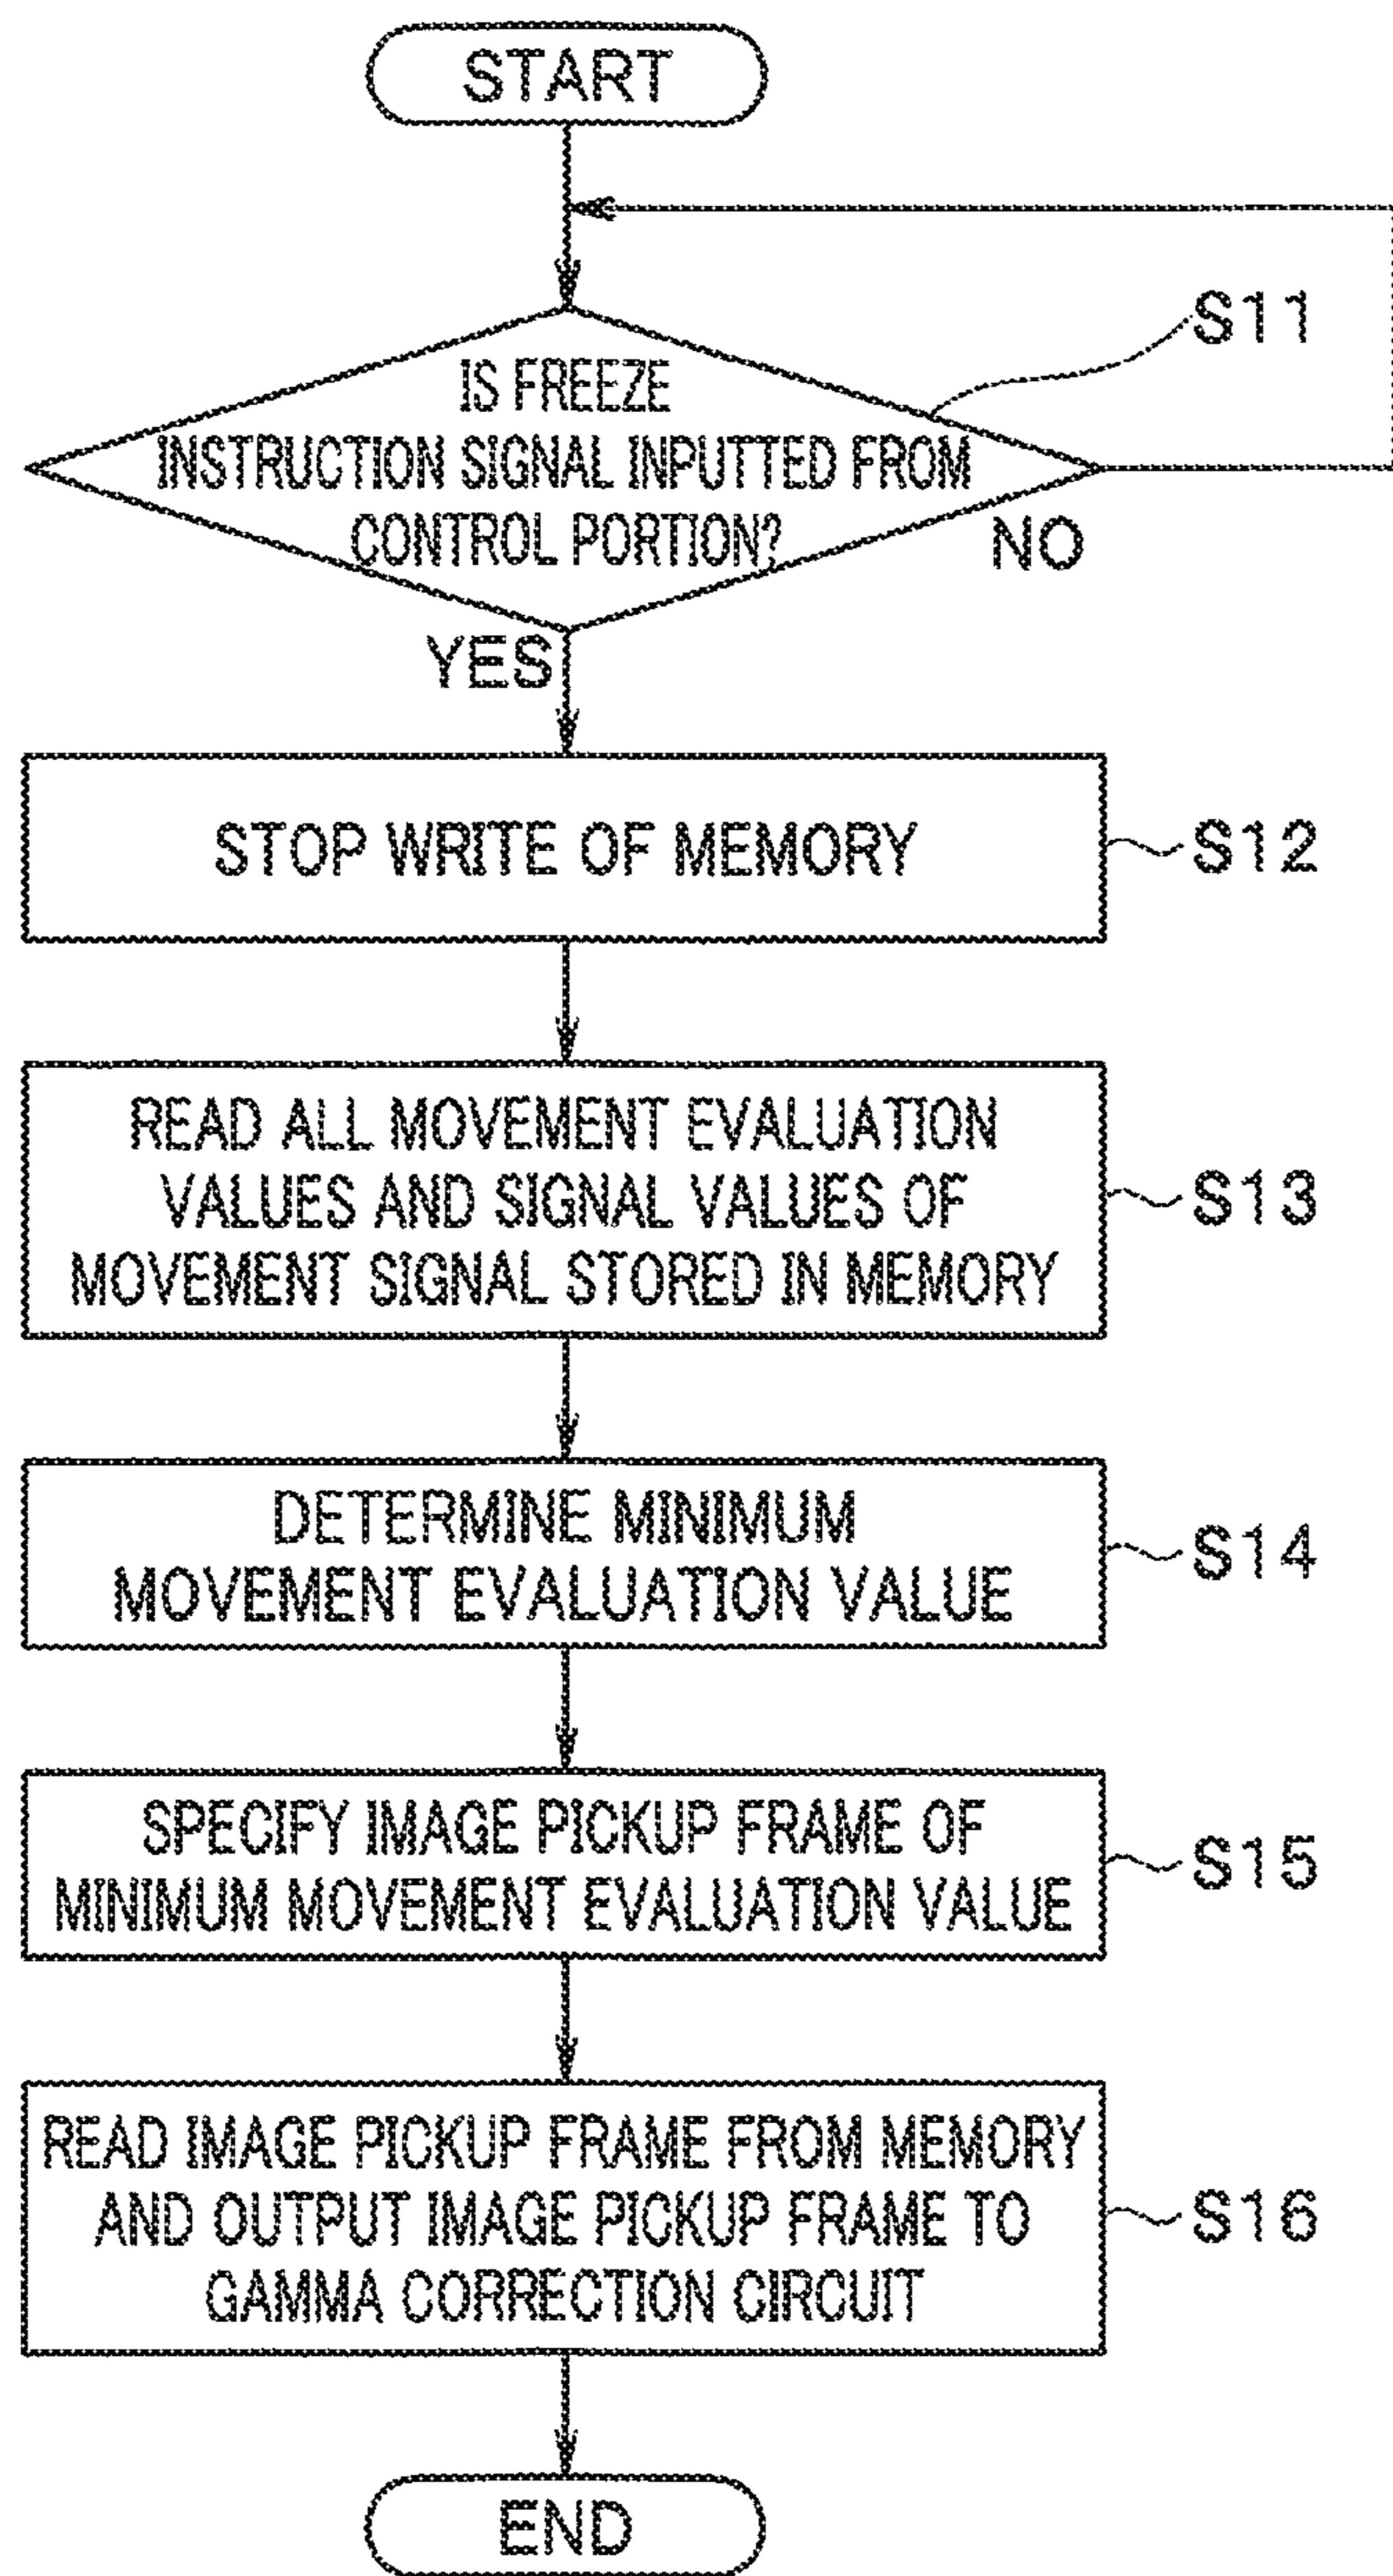 START
S11
IS FREEZE
INSTRUCTION SIGNAL INPUTTED FROM
CONTROL PORTION?
NO
YES
STOP WRITE OF MEMORY
S12
READ ALL MOVEMENT EVALUATION
VALUES AND SIGNAL VALUES OF
MOVEMENT SIGNAL STORED IN MEMORY
S13
DETERMINE MINIMUM
MOVEMENT EVALUATION VALUE
S14
SPECIFY IMAGE PICKUP FRAME OF
MINIMUM MOVEMENT EVALUATION VALUE
S15
READ IMAGE PICKUP FRAME FROM MEMORY
AND OUTPUT IMAGE PICKUP FRAME TO
GAMMA CORRECTION CIRCUIT
S16
END